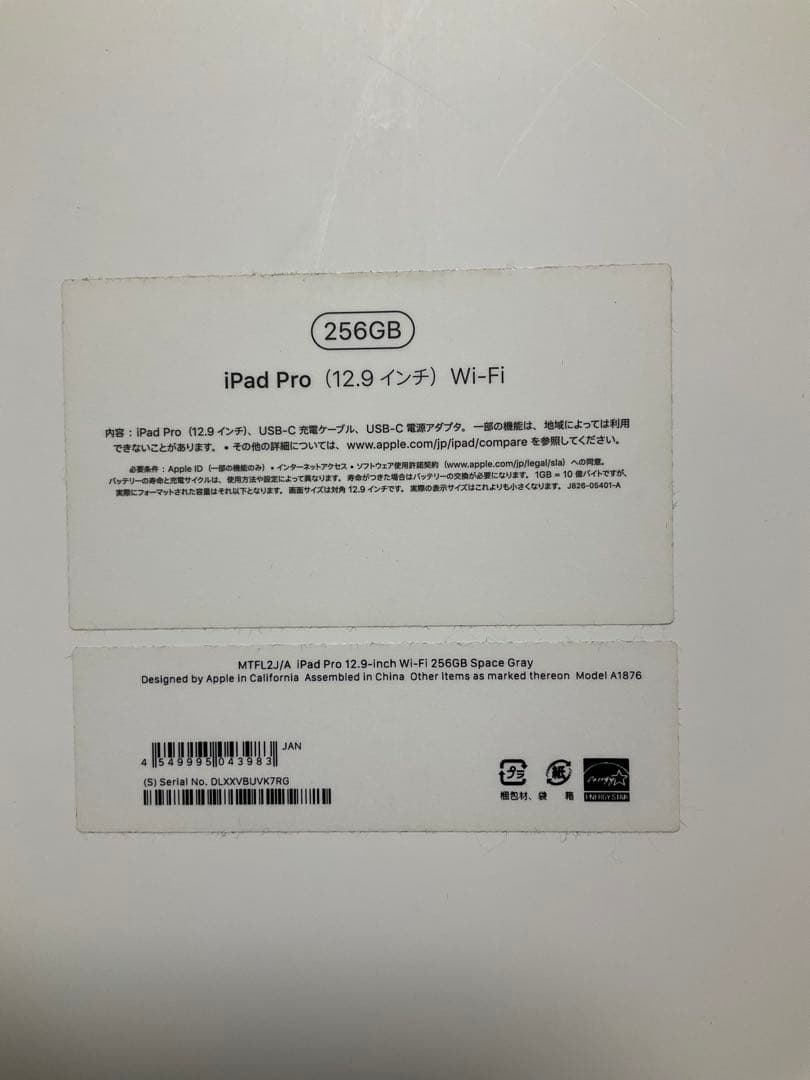 256GB
iPad Pro（12.9 インチ）Wi-Fi
内容：iPad Pro（12.9 インチ）、USB-C 充電ケーブル、USB-C 電源アダプタ。一部の機能は、地域によっては利用
できないことがあります。• その他の詳細については、www.apple.com/jp/ipad/compare を参照してください。
必要条件：Apple ID（一部の機能のみ）• インターネットアクセス • ソフトウェア使用許諾契約（www.apple.com/jp/legal/sla）への同意。
バッテリーの寿命と充電サイクルは、使用方法や設定によって異なります。寿命がつきた場合はバッテリーの交換が必要になります。1GB = 10 億バイトですが、
実際にフォーマットされた容量はそれ以下となります。画面サイズは対角 12.9 インチです。実際の表示サイズはこれよりも小さくなります。J826-05401-A
MTFL2J/A iPad Pro 12.9-inch Wi-Fi 256GB Space Gray
Designed by Apple in California Assembled in China Other Items as marked thereon Model A1876
JAN
4 549995 043983
(S) Serial No. DLXXVBUVK7RG
プラ 紙 energy
梱包材、袋 箱 ENERGY STAR